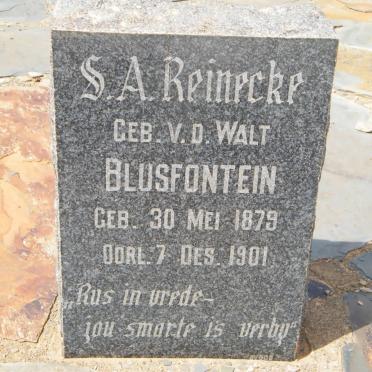 S.A. Reinecke
GEB. V.D. WALT
BLUSFONTEIN
GEB. 30 MEI 1879
OORL. 7 DES. 1901
„Rus in vrede-
jou smarte is verby"